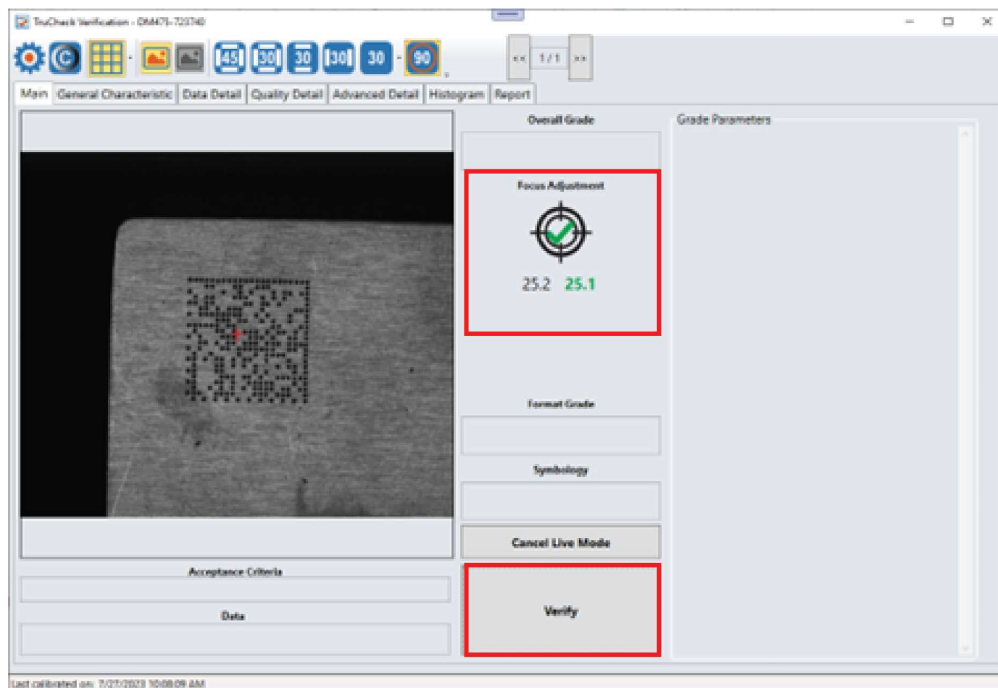 TruCheck Verification - DM475-723740
45 30 30 30 30 90
<< 1/1 >>
Main General Characteristic Data Detail Quality Detail Advanced Detail Histogram Report
Overall Grade
Grade Parameters
Focus Adjustment
25.2 25.1
Format Grade
Symbology
Cancel Live Mode
Acceptance Criteria
Verify
Data
Last calibrated on: 7/27/2023 10:08:09 AM